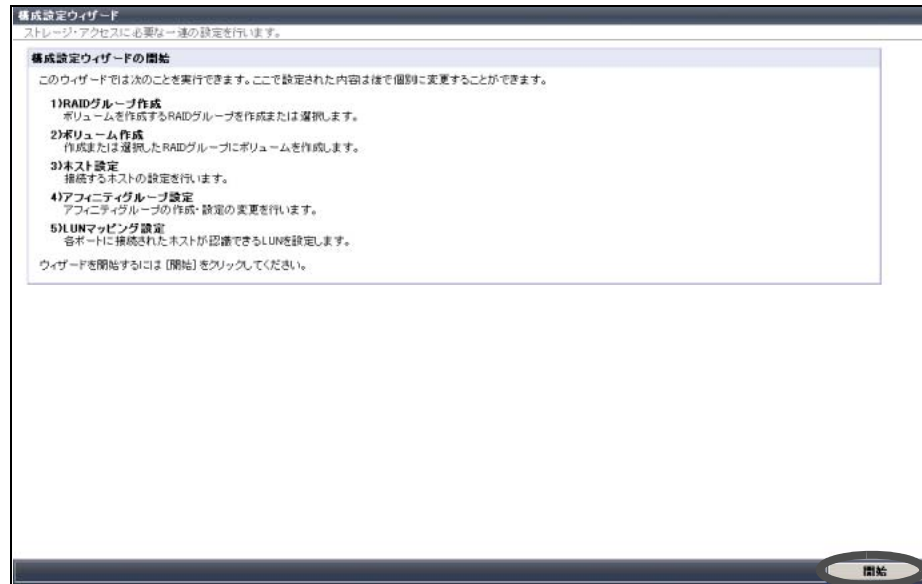 構成設定ウィザード
ストレージ・アクセスに必要な一連の設定を行います。
構成設定ウィザードの開始
このウィザードでは次のことを実行できます。ここで設定された内容は後で個別に変更することができます。
1)RAIDグループ作成
ボリュームを作成するRAIDグループを作成または選択します。
2)ボリューム作成
作成または選択したRAIDグループにボリュームを作成します。
3)ホスト設定
接続するホストの設定を行います。
4)アフィニティグループ設定
アフィニティグループの作成・設定の変更を行います。
5)LUNマッピング設定
各ポートに接続されたホストが認識できるLUNを設定します。
ウィザードを開始するには [開始] をクリックしてください。
開始